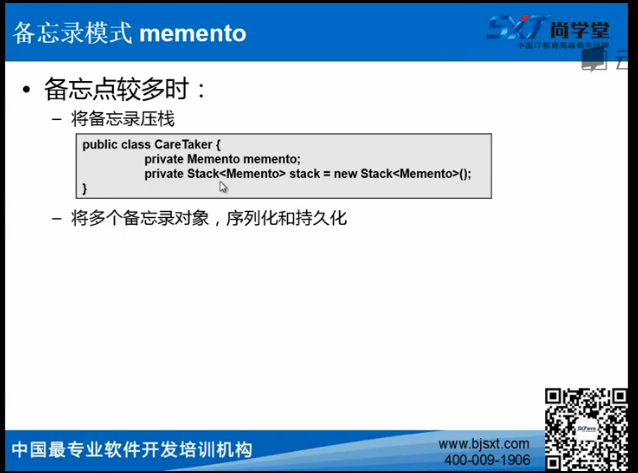 备忘录模式 memento
SXT 尚学堂
中国IT教育高端领先品牌
云
• 备忘点较多时：
– 将备忘录压栈
public class CareTaker {
private Memento memento;
private Stack<Memento> stack = new Stack<Memento>();
}
– 将多个备忘录对象，序列化和持久化
中国最专业软件开发培训机构
www.bjsxt.com
400-009-1906